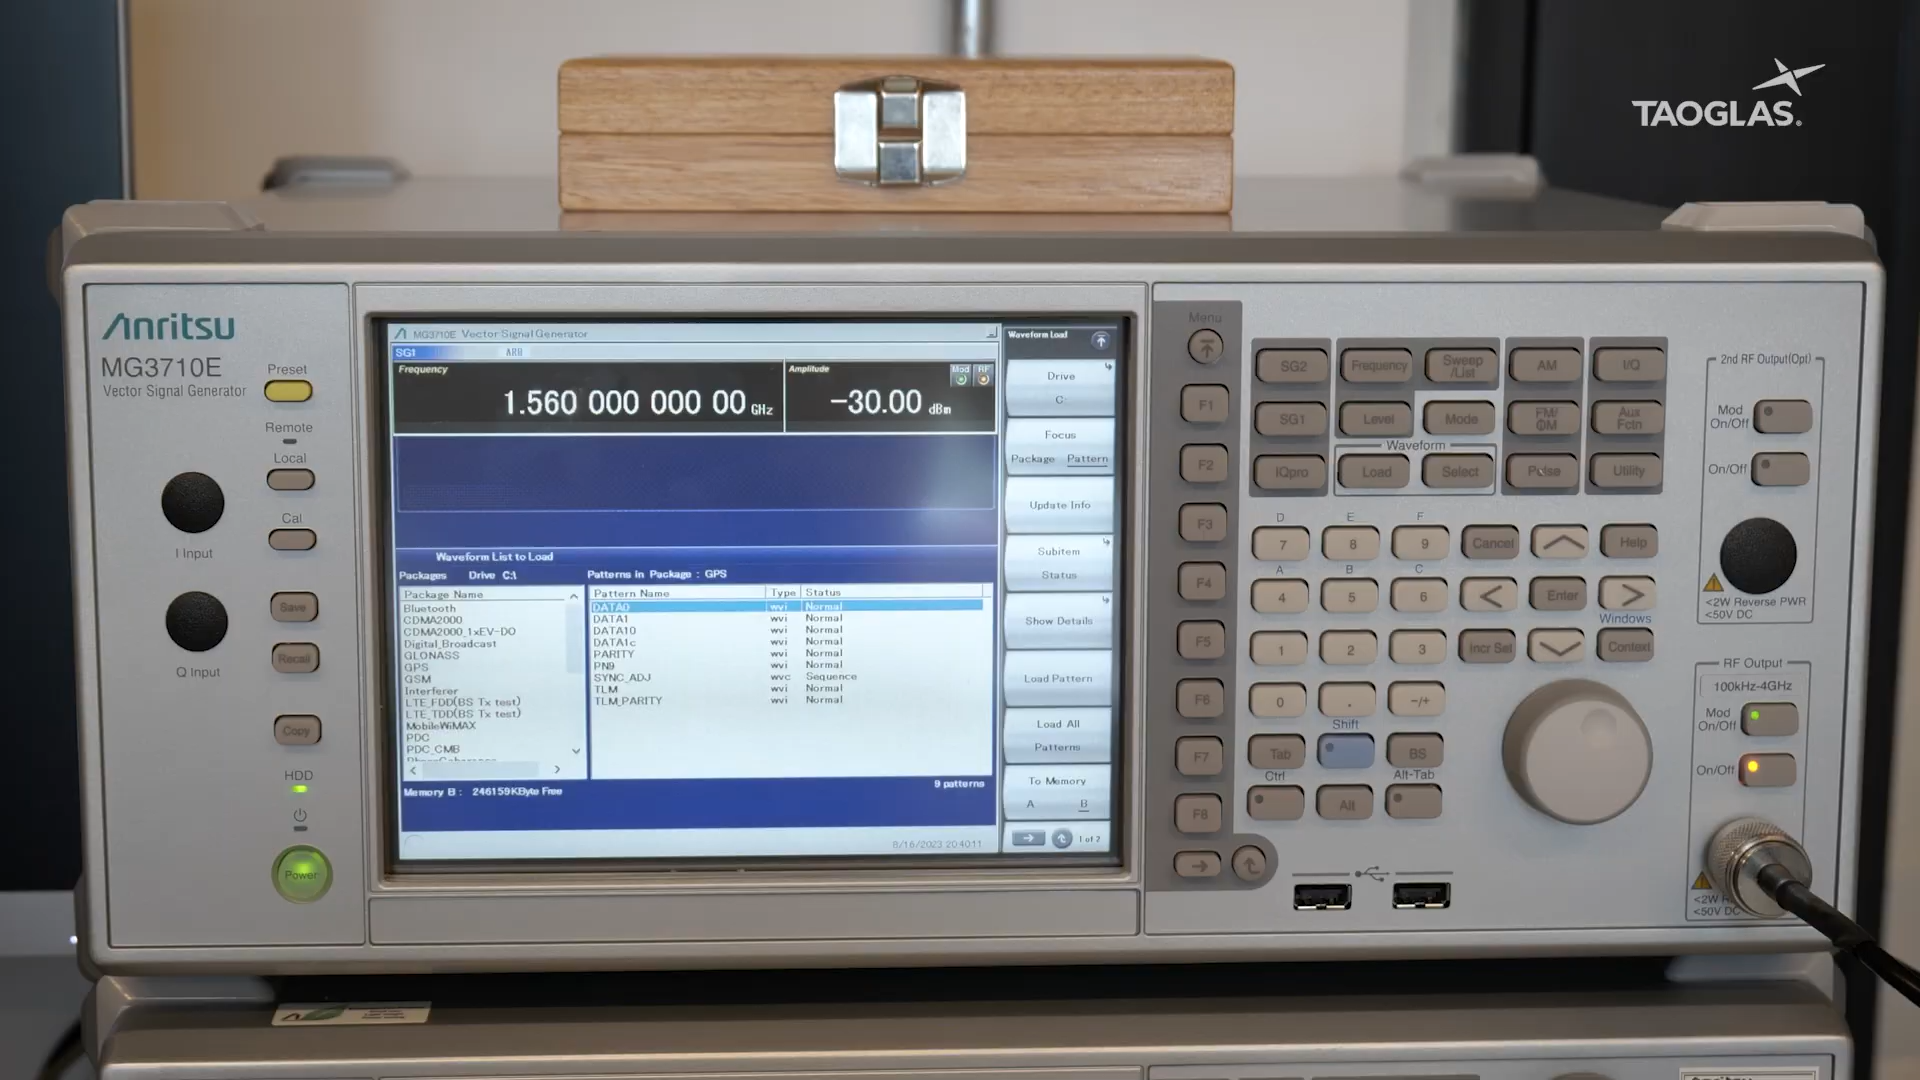 TAOGLAS
Anritsu
MG3710E
Vector Signal Generator
Preset
Remote
Local
Cal
I Input
Q Input
Save
Recall
Copy
HDD
Power
MG3710E Vector Signal Generator
SG1
ARB
Frequency
1.560 000 000 00 GHz
Amplitude
Mod
RF
-30.00 dBm
Waveform List to Load
Packages Drive C:\
Patterns in Package : GPS
Package Name
Bluetooth
CDMA2000
CDMA2000_1xEV-DO
Digital_Broadcast
GLONASS
GPS
GSM
Interferer
LTE_FDD(BS Tx test)
LTE_TDD(BS Tx test)
MobileWiMAX
PDC
PDC_CMB
Pattern Name Type Status
DATA0 wvi Normal
DATA1 wvi Normal
DATA10 wvi Normal
DATA1c wvi Normal
PARITY wvi Normal
PN9 wvi Normal
SYNC_ADJ wvc Sequence
TLM wvi Normal
TLM_PARITY wvi Normal
9 patterns
Memory B : 246159KByte Free
8/16/2023 20:40:11
Waveform Load
Drive
C:
Focus
Package Pattern
Update Info
Subitem
Status
Show Details
Load Pattern
Load All
Patterns
To Memory
A B
1 of 2
Menu
F1
F2
F3
F4
F5
F6
F7
F8
SG2
Frequency
Sweep
/List
AM
I/Q
SG1
Level
Mode
FM/
ΦM
Aux
Fctn
Waveform
IQpro
Load
Select
Pulse
Utility
D E F
7 8 9 Cancel Help
A B C
4 5 6 Enter
Windows
1 2 3 Incr Set Context
0 . -/+
Shift
Tab BS
Ctrl Alt-Tab
Alt
2nd RF Output(Opt)
Mod
On/Off
On/Off
<2W Reverse PWR
<50V DC
RF Output
100kHz-4GHz
Mod
On/Off
On/Off
<2W
<50V DC